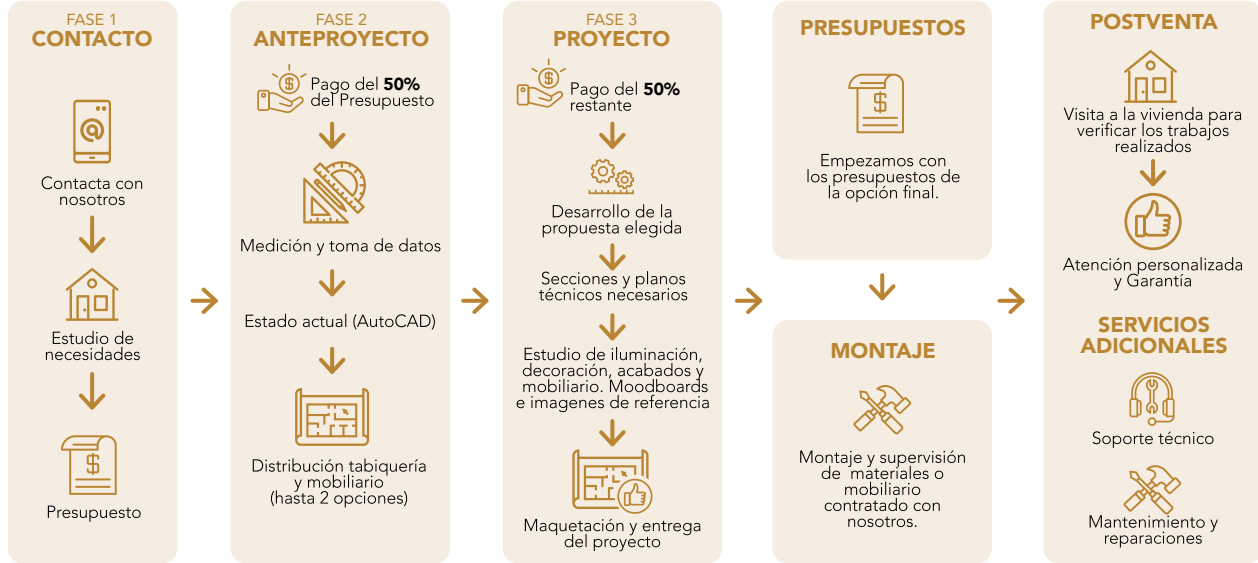 FASE 1
CONTACTO
Contacta con
nosotros
Estudio de
necesidades
$
Presupuesto
FASE 2
ANTEPROYECTO
$
Pago del 50%
del Presupuesto
Medición y toma de datos
Estado actual (AutoCAD)
Distribución tabiquería
y mobiliario
(hasta 2 opciones)
FASE 3
PROYECTO
$
Pago del 50%
restante
Desarrollo de la
propuesta elegida
Secciones y planos
técnicos necesarios
Estudio de iluminación,
decoración, acabados y
mobiliario. Moodboards
e imagenes de referencia
Maquetación y entrega
del proyecto
PRESUPUESTOS
$
Empezamos con
los presupuestos de
la opción final.
MONTAJE
Montaje y supervisión
de materiales o
mobiliario
contratado con
nosotros.
POSTVENTA
Visita a la vivienda para
verificar los trabajos
realizados
Atención personalizada
y Garantía
SERVICIOS
ADICIONALES
Soporte técnico
Mantenimiento y
reparaciones